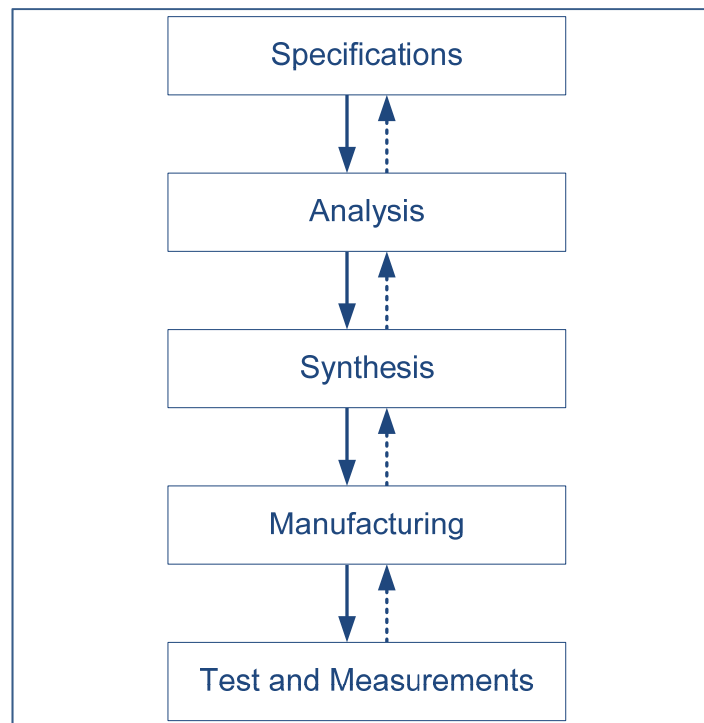 Specifications
Analysis
Synthesis
Manufacturing
Test and Measurements